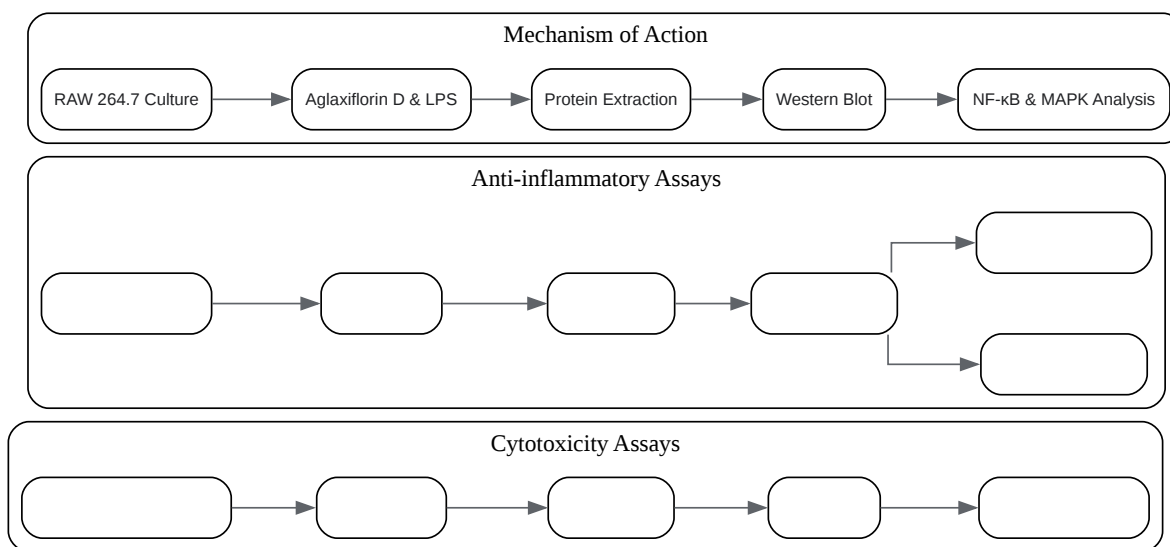 Mechanism of Action
RAW 264.7 Culture
Aglaxiflorin D & LPS
Protein Extraction
Western Blot
NF-κB & MAPK Analysis
Anti-inflammatory Assays
Cytotoxicity Assays